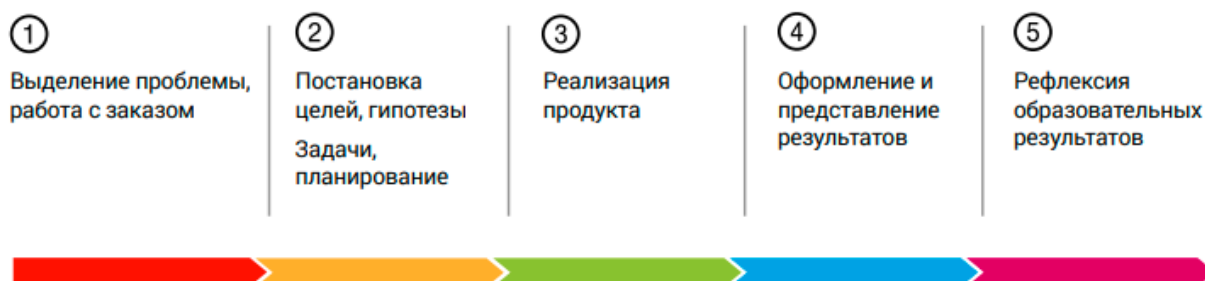 1
Выделение проблемы,
работа с заказом
2
Постановка
целей, гипотезы
Задачи,
планирование
3
Реализация
продукта
4
Оформление и
представление
результатов
5
Рефлексия
образовательных
результатов